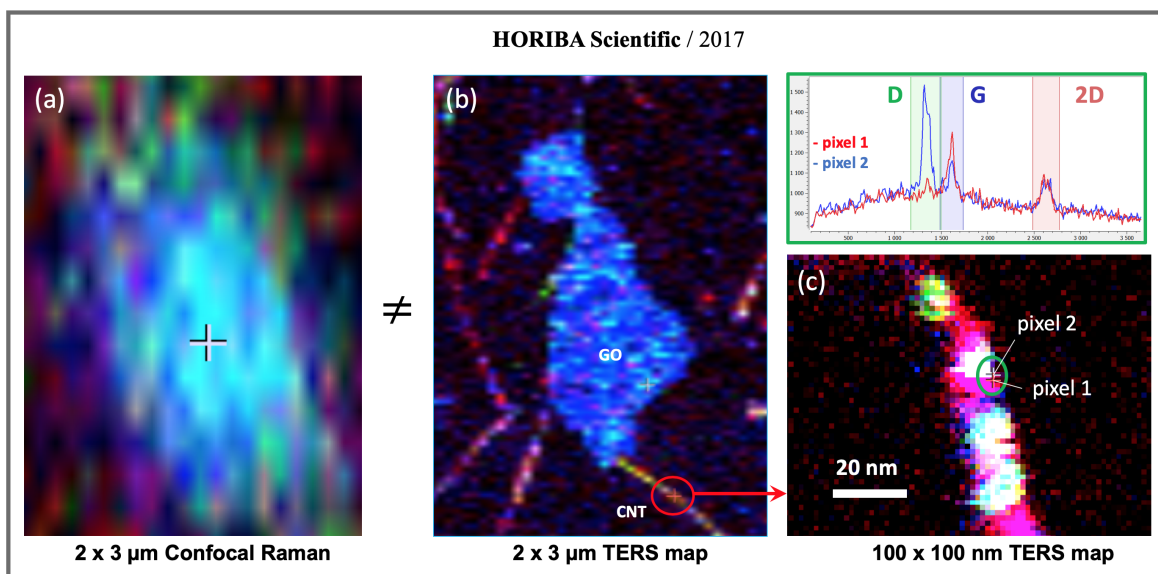 HORIBA Scientific / 2017
(a)
(b)
GO
CNT
≠
D G 2D
- pixel 1
- pixel 2
1 500
1 400
1 300
1 200
1 100
1 000
900
500 1 000 1 500 2 000 2 500 3 000 3 500
(c)
pixel 2
pixel 1
20 nm
2 x 3 µm Confocal Raman
2 x 3 µm TERS map
100 x 100 nm TERS map